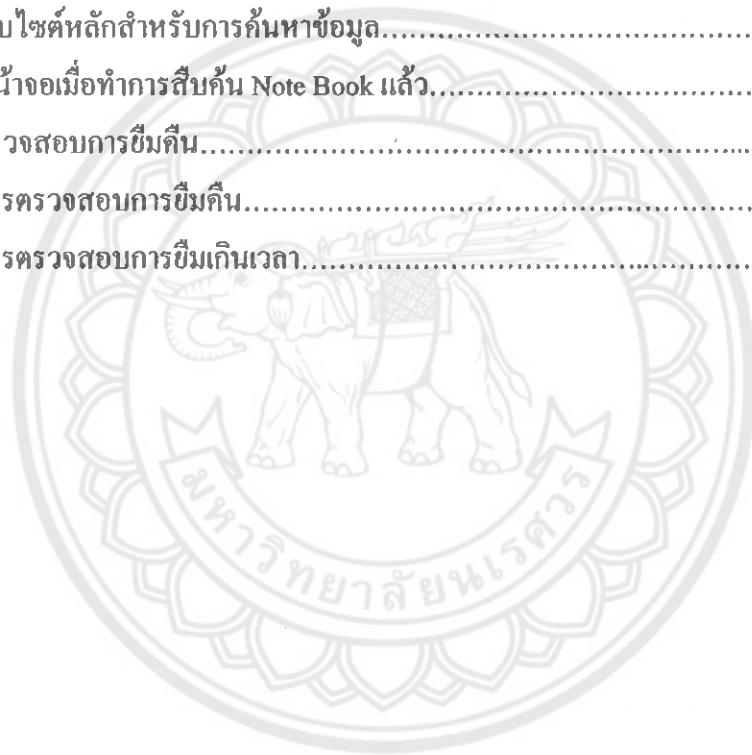 บไซต์หลักสำหรับการค้นหาข้อมูล.............................................
น้าจอเมื่อทำการสืบค้น Note Book แล้ว......................................
วจสอบการยืมคืน...................................................................
รตรวจสอบการยืมคืน..............................................................
รตรวจสอบการยืมเกินเวลา......................................................
มหาวิทยาลัยนเรศวร